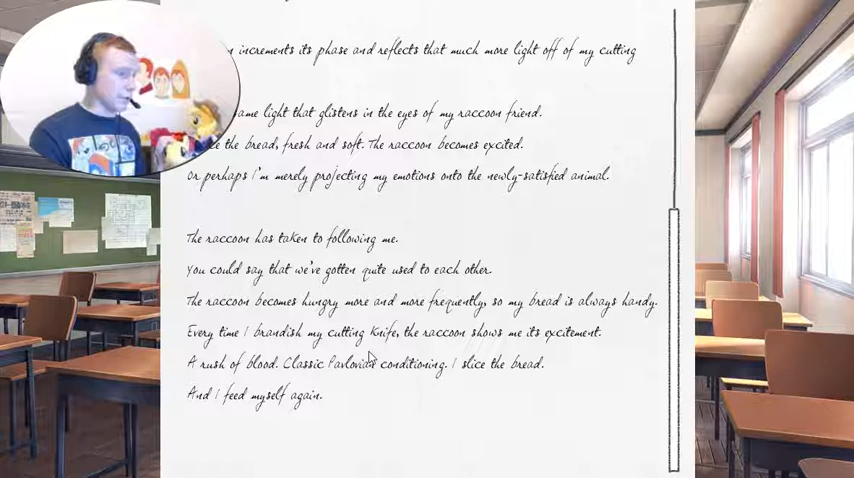 increments its phase and reflects that much more light off of my cutting
ame light that glistens in the eyes of my raccoon friend.
the bread, fresh and soft. The raccoon becomes excited.
Or perhaps I'm merely projecting my emotions onto the newly-satisfied animal.
The raccoon has taken to following me.
You could say that we've gotten quite used to each other.
The raccoon becomes hungry more and more frequently, so my bread is always handy.
Every time I brandish my cutting knife, the raccoon shows me its excitement.
A rush of blood. Classic Pavlovian conditioning. I slice the bread.
And I feed myself again.